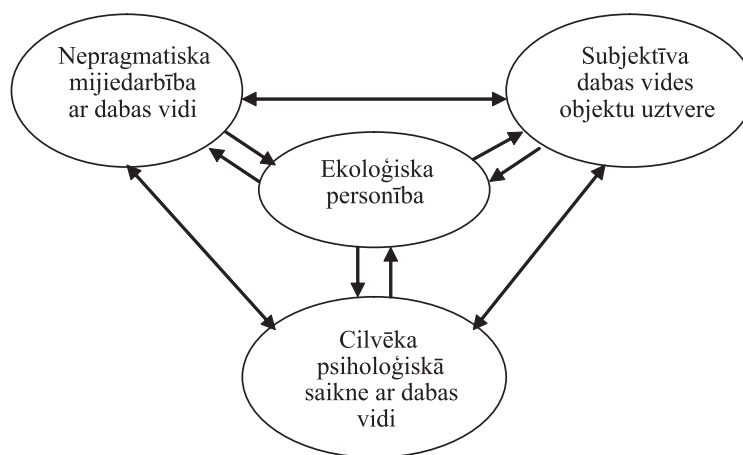 Nepragmatiska
mijiedarbība
ar dabas vidi
Subjektīva
dabas vides
objektu uztvere
Ekoloģiska
personība
Cilvēka
psiholoģiskā
saikne ar dabas
vidi